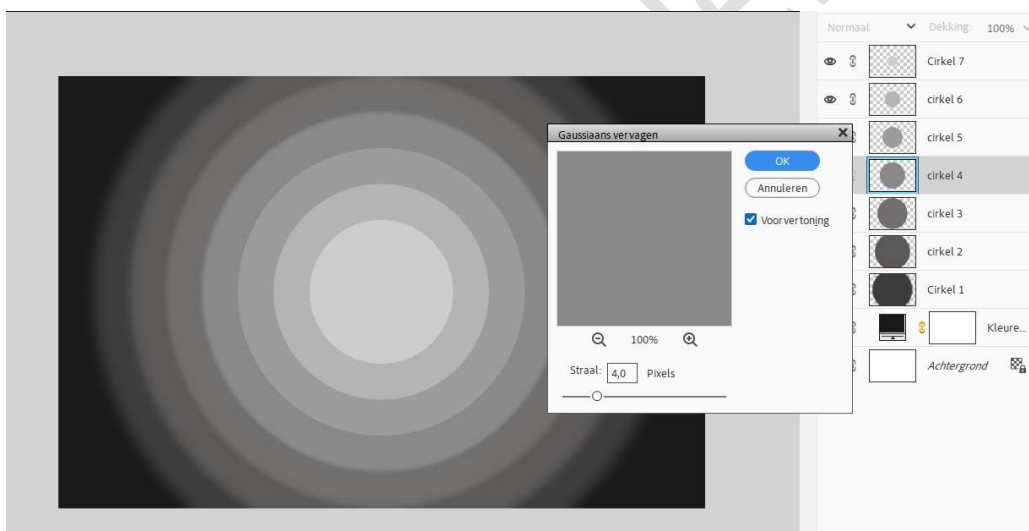 Normaal Dekking: 100%
Cirkel 7
cirkel 6
cirkel 5
cirkel 4
cirkel 3
cirkel 2
Cirkel 1
Kleure...
Achtergrond
Gaussiaans vervagen
OK
Annuleren
Voorvertoning
100%
Straal: 4,0 Pixels